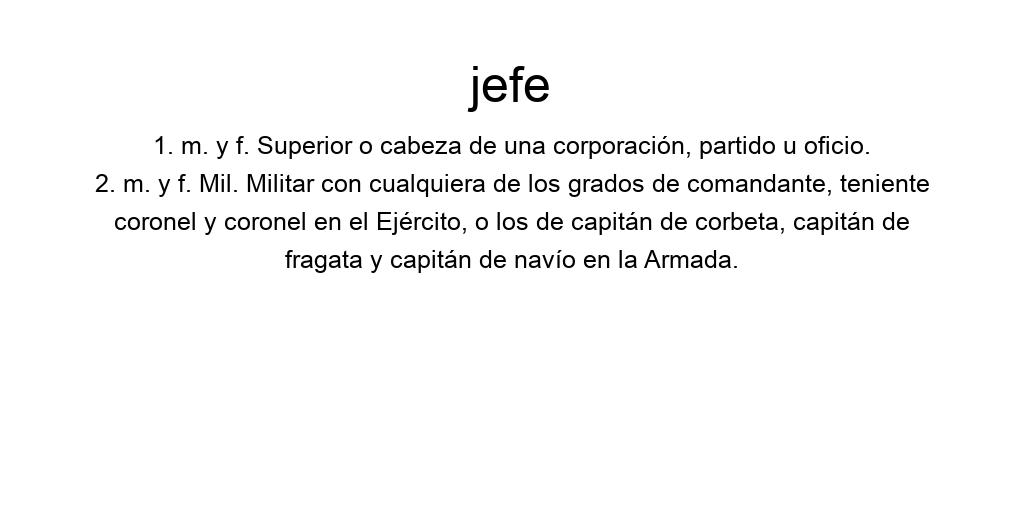 jefe
1. m. y f. Superior o cabeza de una corporación, partido u oficio.
2. m. y f. Mil. Militar con cualquiera de los grados de comandante, teniente
coronel y coronel en el Ejército, o los de capitán de corbeta, capitán de
fragata y capitán de navío en la Armada.